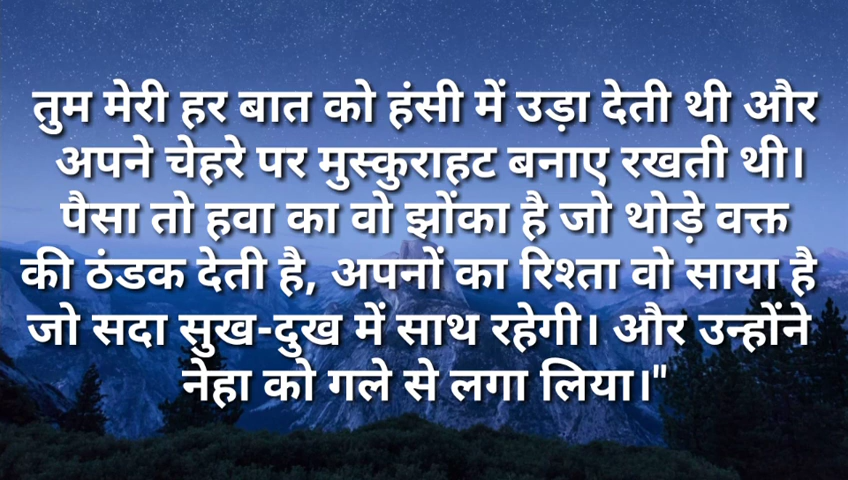 तुम मेरी हर बात को हंसी में उड़ा देती थी और
अपने चेहरे पर मुस्कुराहट बनाए रखती थी।
पैसा तो हवा का वो झोंका है जो थोड़े वक्त
की ठंडक देती है, अपनों का रिश्ता वो साया है
जो सदा सुख-दुख में साथ रहेगी। और उन्होंने
नेहा को गले से लगा लिया।"